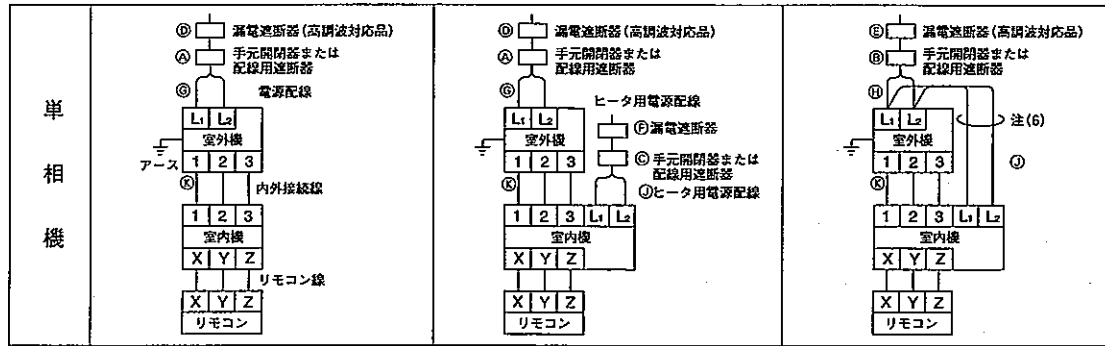 単相機
Ⓓ 漏電遮断器(高調波対応品)
Ⓐ 手元開閉器または
配線用遮断器
Ⓖ 電源配線
L₁ L₂
室外機
アース 1 2 3
Ⓚ 内外接続線
1 2 3
室内機
X Y Z
リモコン線
X Y Z
リモコン
Ⓓ 漏電遮断器(高調波対応品)
Ⓐ 手元開閉器または
配線用遮断器
Ⓖ ヒータ用電源配線
L₁ L₂
Ⓕ漏電遮断器
室外機
Ⓒ 手元開閉器または
配線用遮断器
1 2 3
Ⓚ Ⓙヒータ用電源配線
1 2 3 L₁ L₂
室内機
X Y Z
X Y Z
リモコン
Ⓔ 漏電遮断器(高調波対応品)
Ⓑ 手元開閉器または
配線用遮断器
Ⓗ
L₁ L₂ 注(6)
室外機
1 2 3 Ⓙ
Ⓚ
1 2 3 L₁ L₂
室内機
X Y Z
X Y Z
リモコン